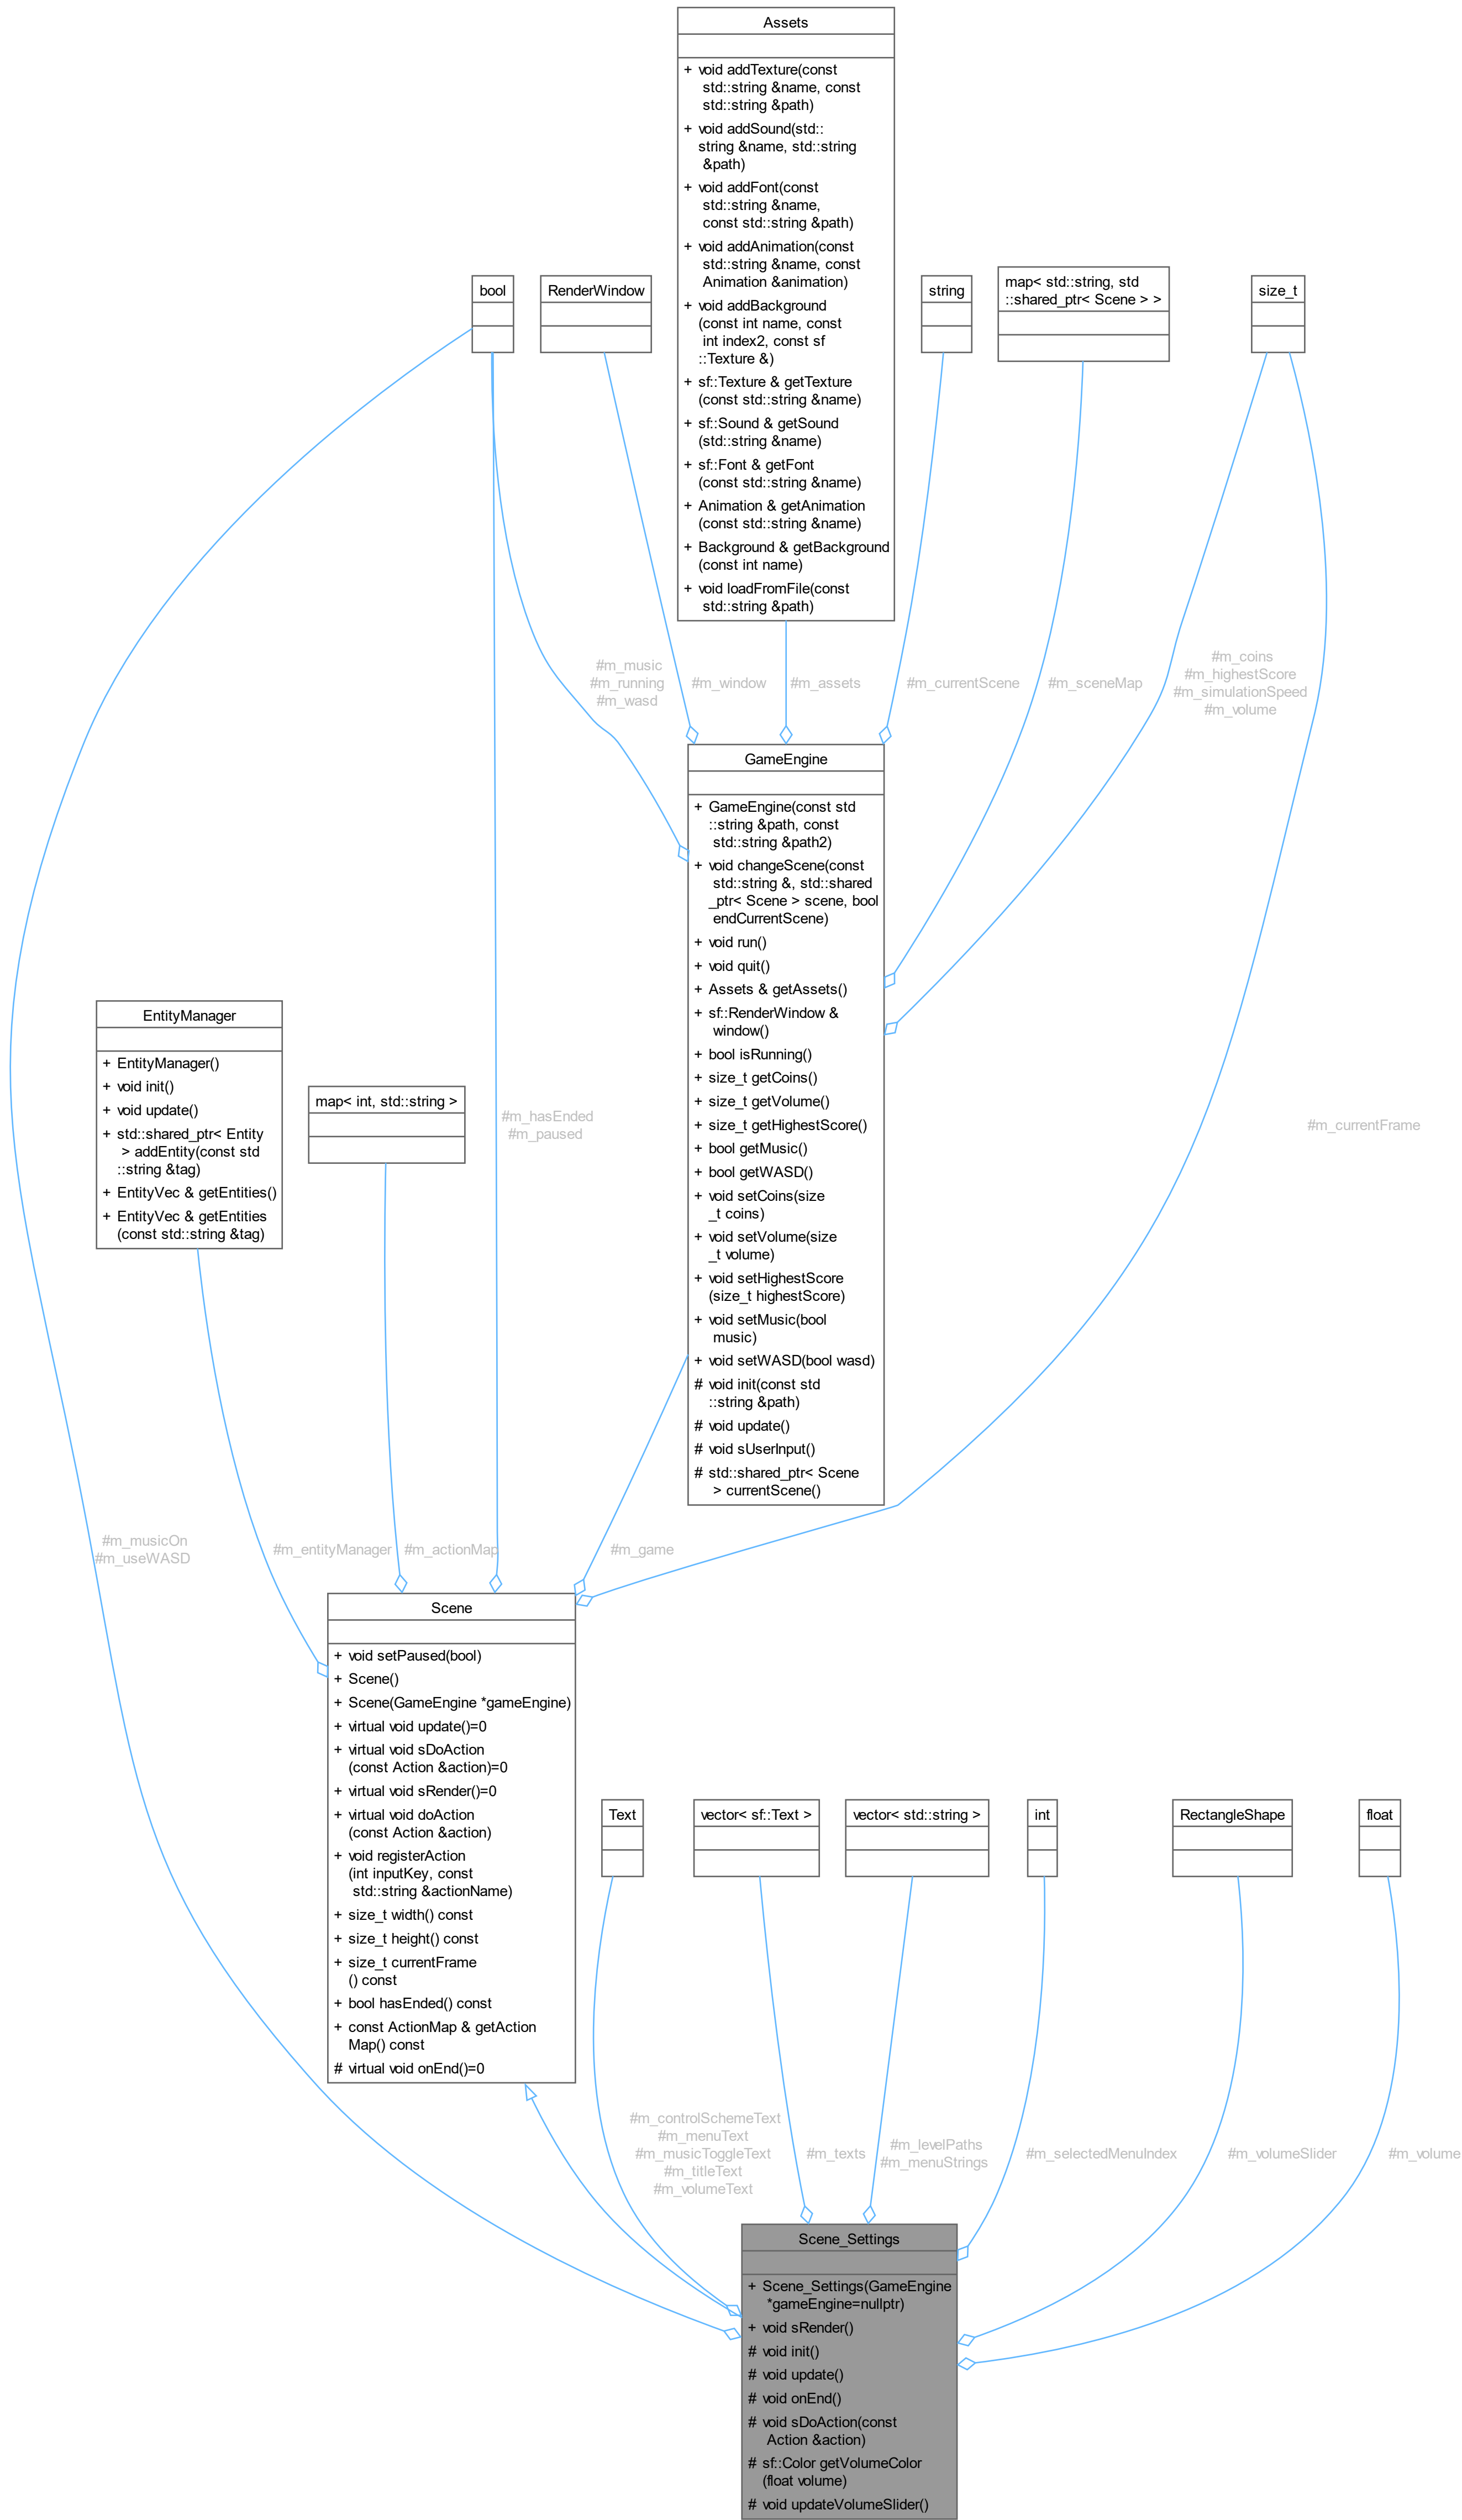 Assets
+ void addTexture(const
std::string &name, const
std::string &path)
+ void addSound(std::
string &name, std::string
&path)
+ void addFont(const
std::string &name,
const std::string &path)
+ void addAnimation(const
std::string &name, const
Animation &animation)
+ void addBackground
(const int name, const
int index2, const sf
::Texture &)
+ sf::Texture & getTexture
(const std::string &name)
+ sf::Sound & getSound
(std::string &name)
+ sf::Font & getFont
(const std::string &name)
+ Animation & getAnimation
(const std::string &name)
+ Background & getBackground
(const int name)
+ void loadFromFile(const
std::string &path)
bool
RenderWindow
string
map< std::string, std
::shared_ptr< Scene > >
size_t
#m_music
#m_running
#m_wasd
#m_window
#m_assets
#m_currentScene
#m_sceneMap
#m_coins
#m_highestScore
#m_simulationSpeed
#m_volume
GameEngine
+ GameEngine(const std
::string &path, const
std::string &path2)
+ void changeScene(const
std::string &, std::shared
_ptr< Scene > scene, bool
endCurrentScene)
+ void run()
+ void quit()
+ Assets & getAssets()
+ sf::RenderWindow &
window()
+ bool isRunning()
+ size_t getCoins()
+ size_t getVolume()
+ size_t getHighestScore()
+ bool getMusic()
+ bool getWASD()
+ void setCoins(size
_t coins)
+ void setVolume(size
_t volume)
+ void setHighestScore
(size_t highestScore)
+ void setMusic(bool
music)
+ void setWASD(bool wasd)
# void init(const std
::string &path)
# void update()
# void sUserInput()
# std::shared_ptr< Scene
> currentScene()
EntityManager
+ EntityManager()
+ void init()
+ void update()
+ std::shared_ptr< Entity
> addEntity(const std
::string &tag)
+ EntityVec & getEntities()
+ EntityVec & getEntities
(const std::string &tag)
map< int, std::string >
#m_hasEnded
#m_paused
#m_currentFrame
#m_musicOn
#m_useWASD
#m_entityManager
#m_actionMap
#m_game
Scene
+ void setPaused(bool)
+ Scene()
+ Scene(GameEngine *gameEngine)
+ virtual void update()=0
+ virtual void sDoAction
(const Action &action)=0
+ virtual void sRender()=0
+ virtual void doAction
(const Action &action)
+ void registerAction
(int inputKey, const
std::string &actionName)
+ size_t width() const
+ size_t height() const
+ size_t currentFrame
() const
+ bool hasEnded() const
+ const ActionMap & getAction
Map() const
# virtual void onEnd()=0
Text
vector< sf::Text >
vector< std::string >
int
RectangleShape
float
#m_controlSchemeText
#m_menuText
#m_musicToggleText
#m_titleText
#m_volumeText
#m_texts
#m_levelPaths
#m_menuStrings
#m_selectedMenuIndex
#m_volumeSlider
#m_volume
Scene_Settings
+ Scene_Settings(GameEngine
*gameEngine=nullptr)
+ void sRender()
# void init()
# void update()
# void onEnd()
# void sDoAction(const
Action &action)
# sf::Color getVolumeColor
(float volume)
# void updateVolumeSlider()